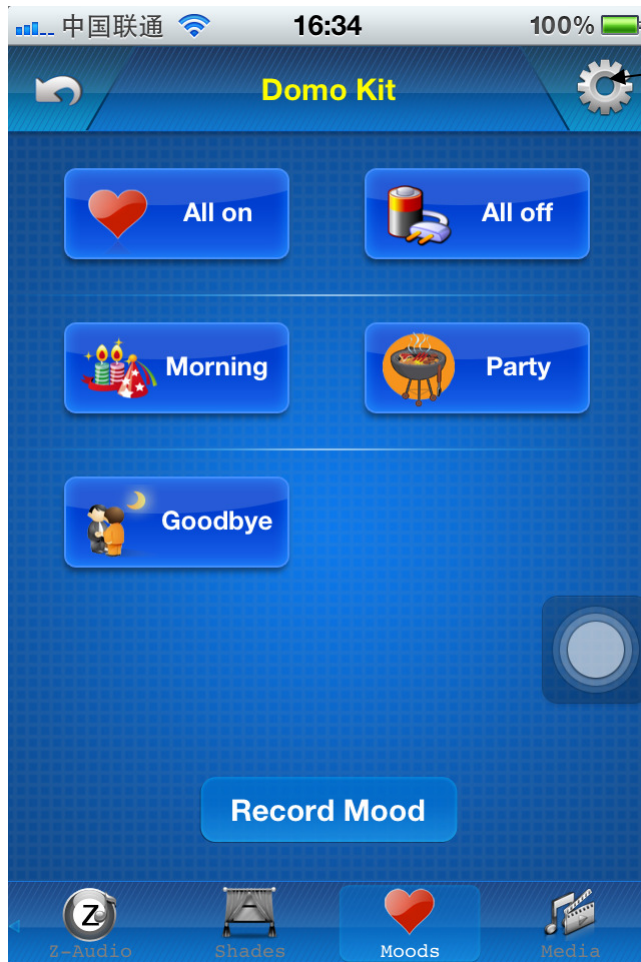 中国联通 16:34 100%
Domo Kit
All on All off
Morning Party
Goodbye
Record Mood
Z
Z-Audio Shades Moods Media